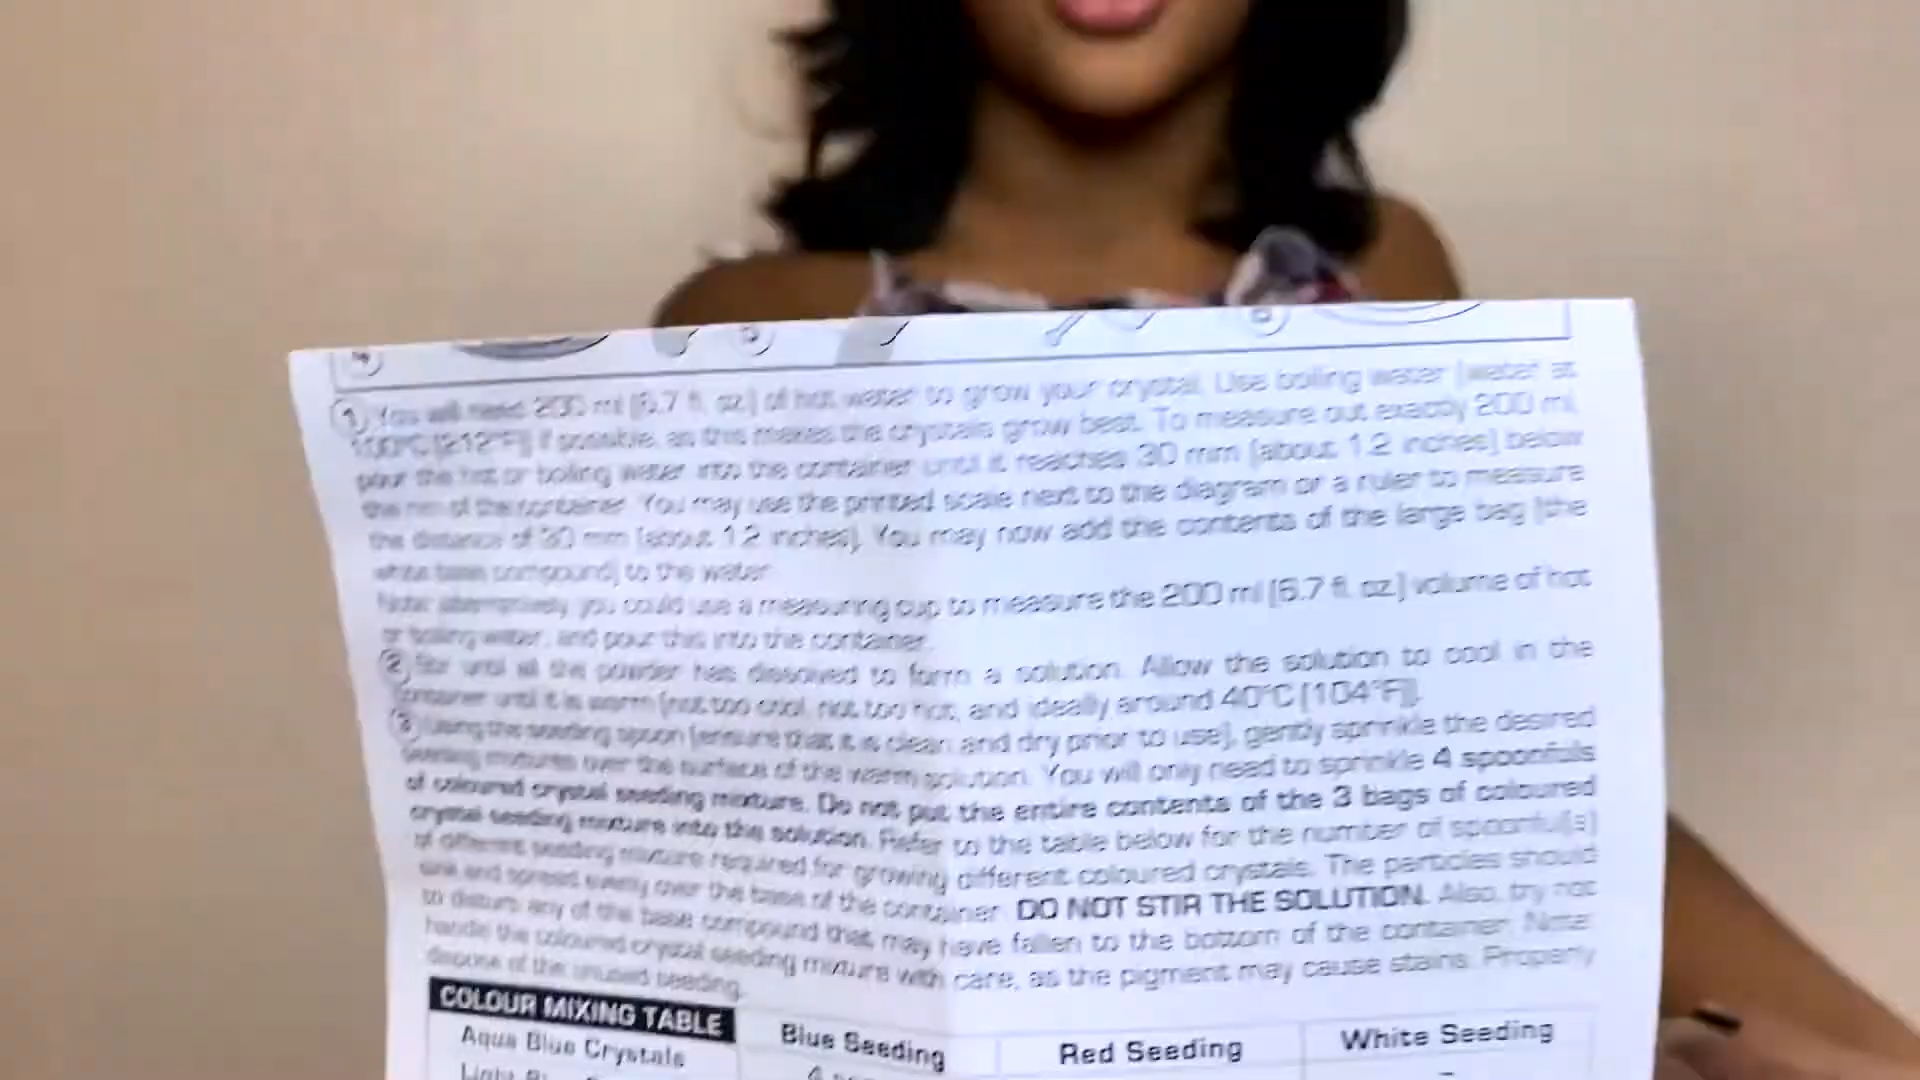 4 5 6
1 You will need 200 ml [6.7 fl. oz.] of hot water to grow your crystal. Use boiling water [water at
100°C [212°F]] if possible, as this makes the crystals grow best. To measure out exactly 200 ml,
pour the hot or boiling water into the container until it reaches 30 mm [about 1.2 inches] below
the rim of the container. You may use the printed scale next to the diagram or a ruler to measure
the distance of 30 mm [about 1.2 inches]. You may now add the contents of the large bag [the
white base compound] to the water.
Note: alternatively you could use a measuring cup to measure the 200 ml [6.7 fl. oz.] volume of hot
or boiling water, and pour this into the container.
2 Stir until all the powder has dissolved to form a solution. Allow the solution to cool in the
container until it is warm [not too cool, not too hot, and ideally around 40°C [104°F]].
3 Using the seeding spoon [ensure that it is clean and dry prior to use], gently sprinkle the desired
seeding mixtures over the surface of the warm solution. You will only need to sprinkle 4 spoonfuls
of coloured crystal seeding mixture. Do not put the entire contents of the 3 bags of coloured
crystal seeding mixture into the solution. Refer to the table below for the number of spoonful[s]
of different seeding mixture required for growing different coloured crystals. The particles should
sink and spread evenly over the base of the container. DO NOT STIR THE SOLUTION. Also, try not
to disturb any of the base compound that may have fallen to the bottom of the container. Note:
handle the coloured crystal seeding mixture with care, as the pigment may cause stains. Properly
dispose of the unused seeding.
COLOUR MIXING TABLE Blue Seeding Red Seeding White Seeding
Aqua Blue Crystals 4 -
Light